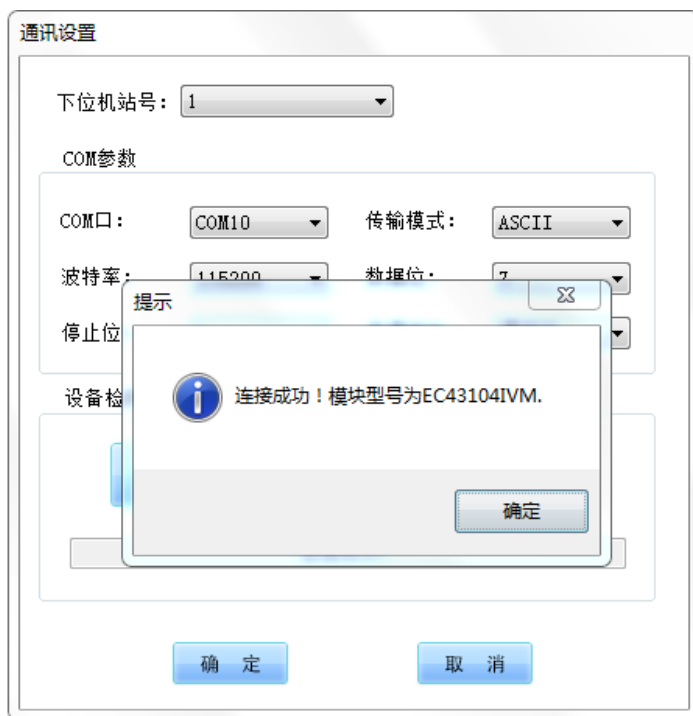 通讯设置
下位机站号： 1
COM参数
COM口： COM10 传输模式： ASCII
波特率： 115200 数据位： 7
提示
停止位
连接成功！模块型号为EC43104IVM.
设备检
确定
确 定 取 消